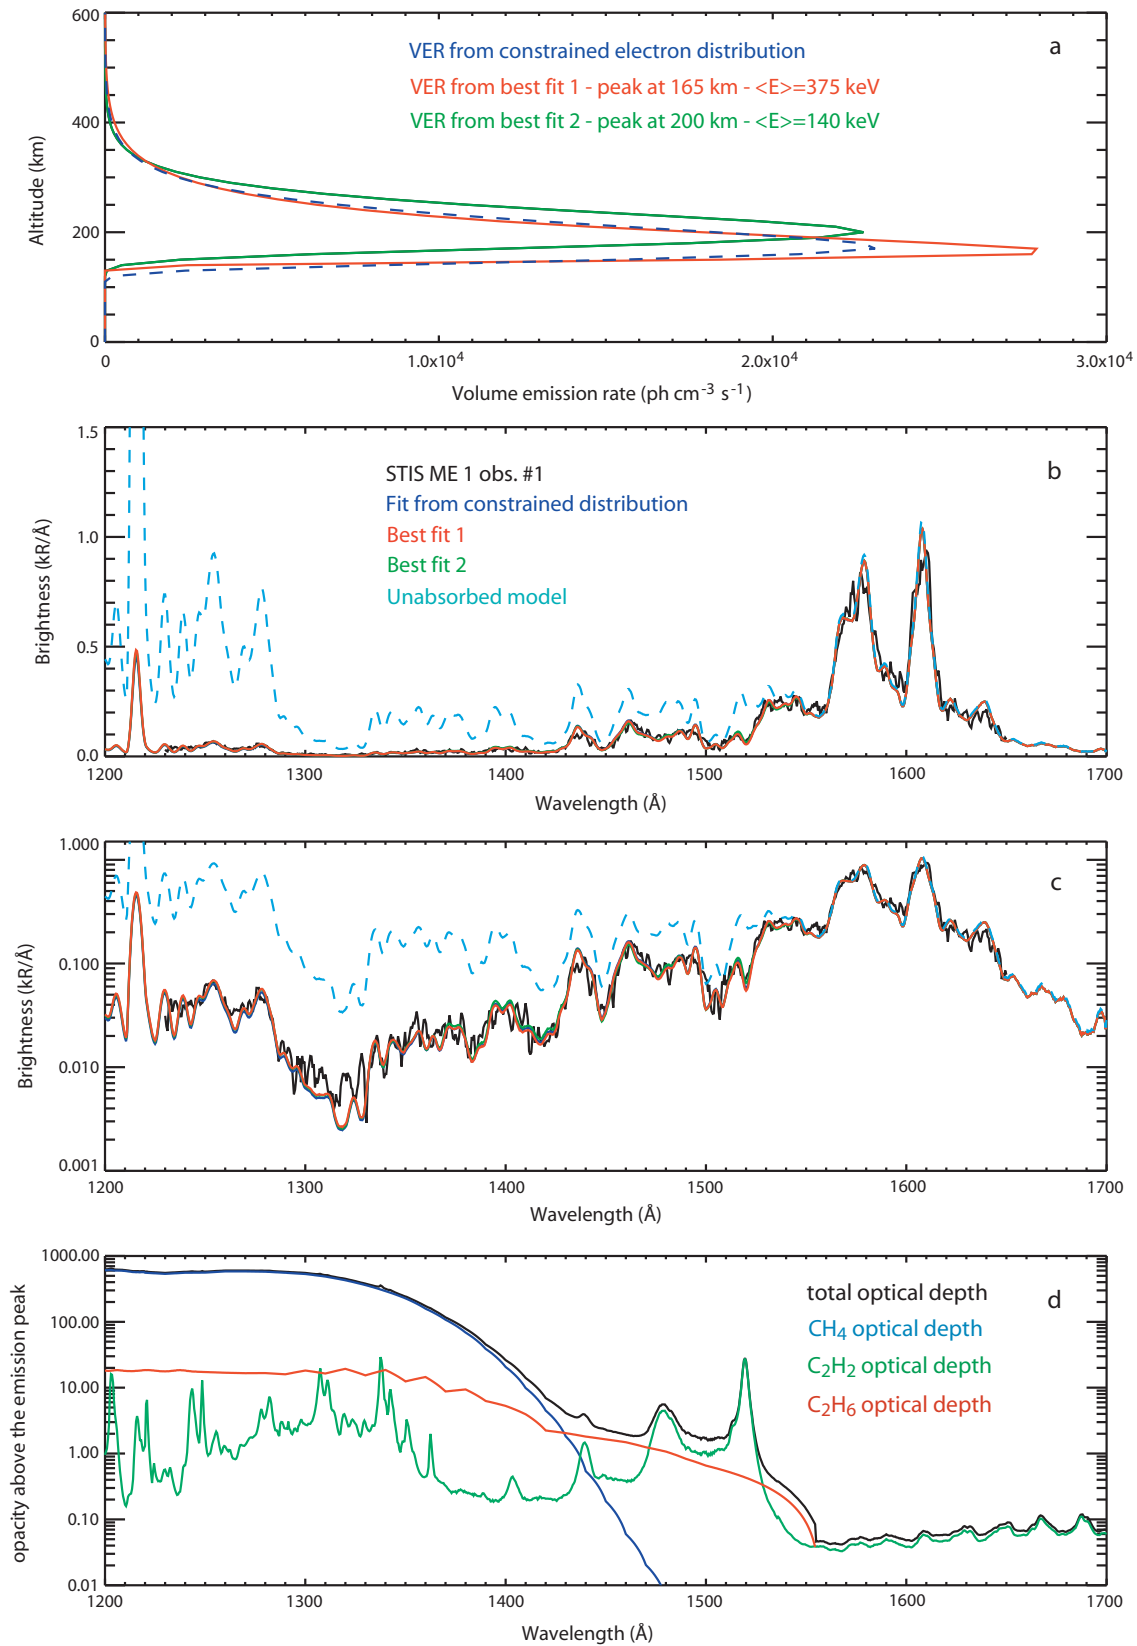 600
400
200
0
Altitude (km)
a
VER from constrained electron distribution
VER from best fit 1 - peak at 165 km - <E>=375 keV
VER from best fit 2 - peak at 200 km - <E>=140 keV
0 1.0x10⁴ 2.0x10⁴ 3.0x10⁴
Volume emission rate (ph cm⁻³ s⁻¹)
1.5
1.0
0.5
0.0
Brightness (kR/Å)
b
STIS ME 1 obs. #1
Fit from constrained distribution
Best fit 1
Best fit 2
Unabsorbed model
1200 1300 1400 1500 1600 1700
Wavelength (Å)
1.000
0.100
0.010
0.001
Brightness (kR/Å)
c
1200 1300 1400 1500 1600 1700
Wavelength (Å)
1000.00
100.00
10.00
1.00
0.10
0.01
opacity above the emission peak
d
total optical depth
CH₄ optical depth
C₂H₂ optical depth
C₂H₆ optical depth
1200 1300 1400 1500 1600 1700
Wavelength (Å)